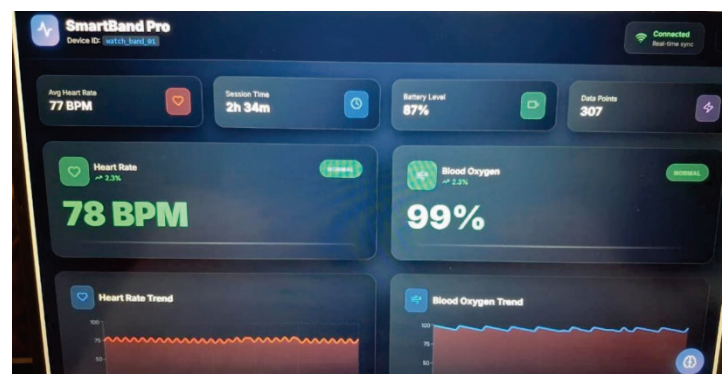 SmartBand Pro
Device ID: watch_band_01
Connected
Real-time sync
Avg Heart Rate
77 BPM
Session Time
2h 34m
Battery Level
87%
Data Points
307
Heart Rate
2.3%
NORMAL
78 BPM
Blood Oxygen
2.3%
NORMAL
99%
Heart Rate Trend
100
75
50
Blood Oxygen Trend
100
75
50